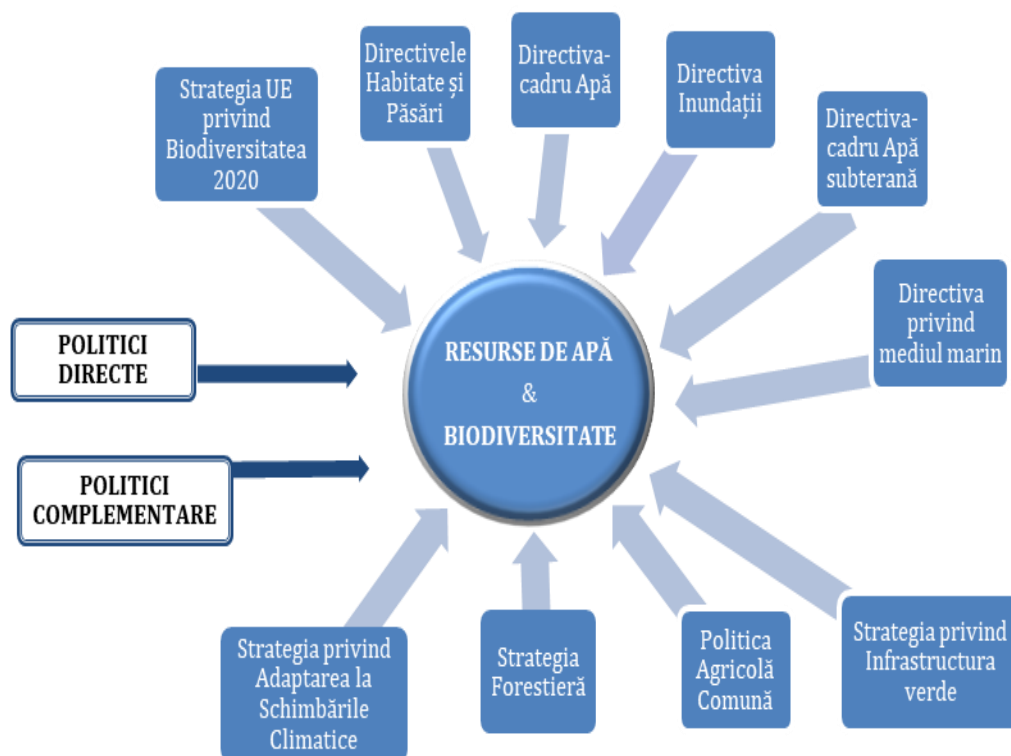 Strategia UE
privind
Biodiversitatea
2020
Directivele
Habitate și
Păsări
Directiva-
cadru Apă
Directiva
Inundații
Directiva-
cadru Apă
subterană
Directiva
privind
mediul marin
POLITICI
DIRECTE
RESURSE DE APĂ
&
BIODIVERSITATE
POLITICI
COMPLEMENTARE
Strategia privind
Adaptarea la
Schimbările
Climatice
Strategia
Forestieră
Politica
Agricolă
Comună
Strategia privind
Infrastructura
verde